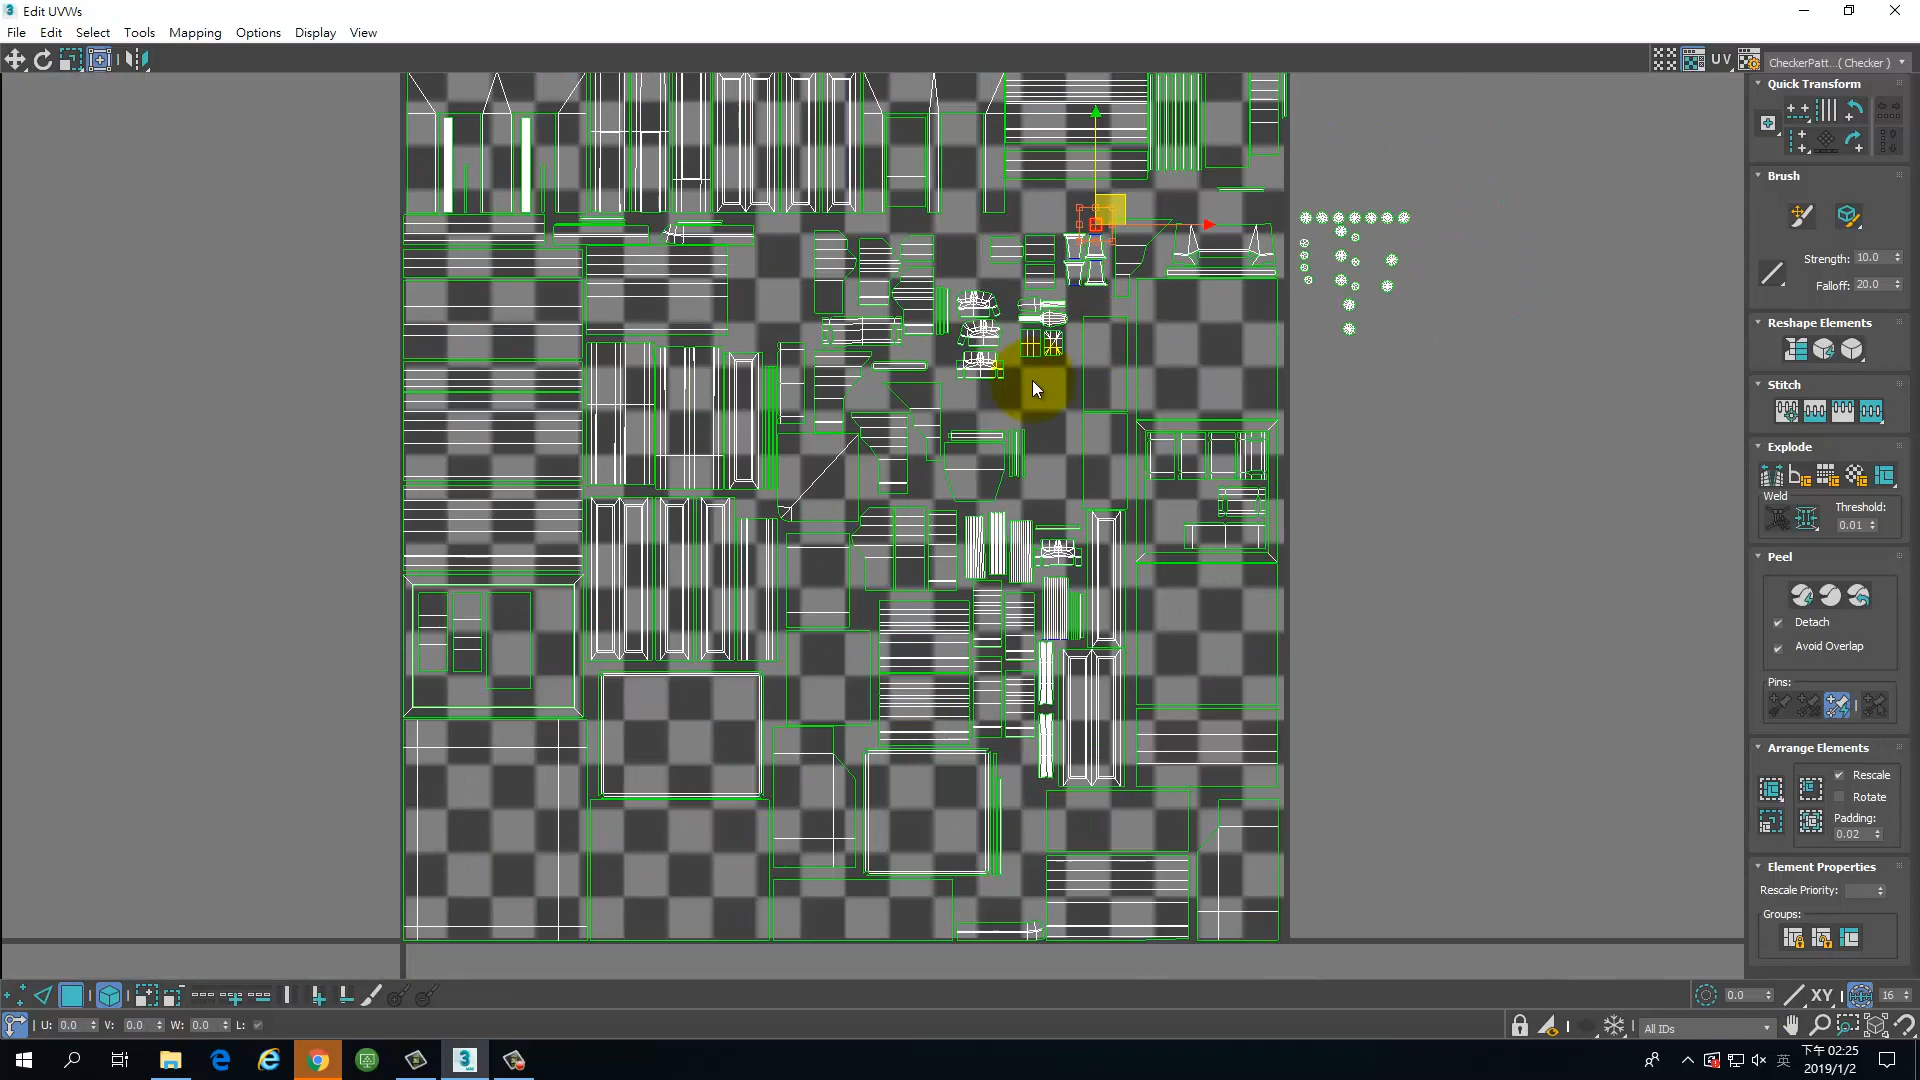 Edit UVWs
File Edit Select Tools Mapping Options Display View
UV
CheckerPatt...( Checker )
Quick Transform
Brush
Strength: 10.0
Falloff: 20.0
Reshape Elements
Stitch
Explode
Weld
Threshold:
0.01
Peel
Detach
Avoid Overlap
Pins:
Arrange Elements
Rescale
Rotate
Padding:
0.02
Element Properties
Rescale Priority:
Groups:
0.0 XY 16
U: 0.0 V: 0.0 W: 0.0 L: All IDs
英 下午 02:25
2019/1/2